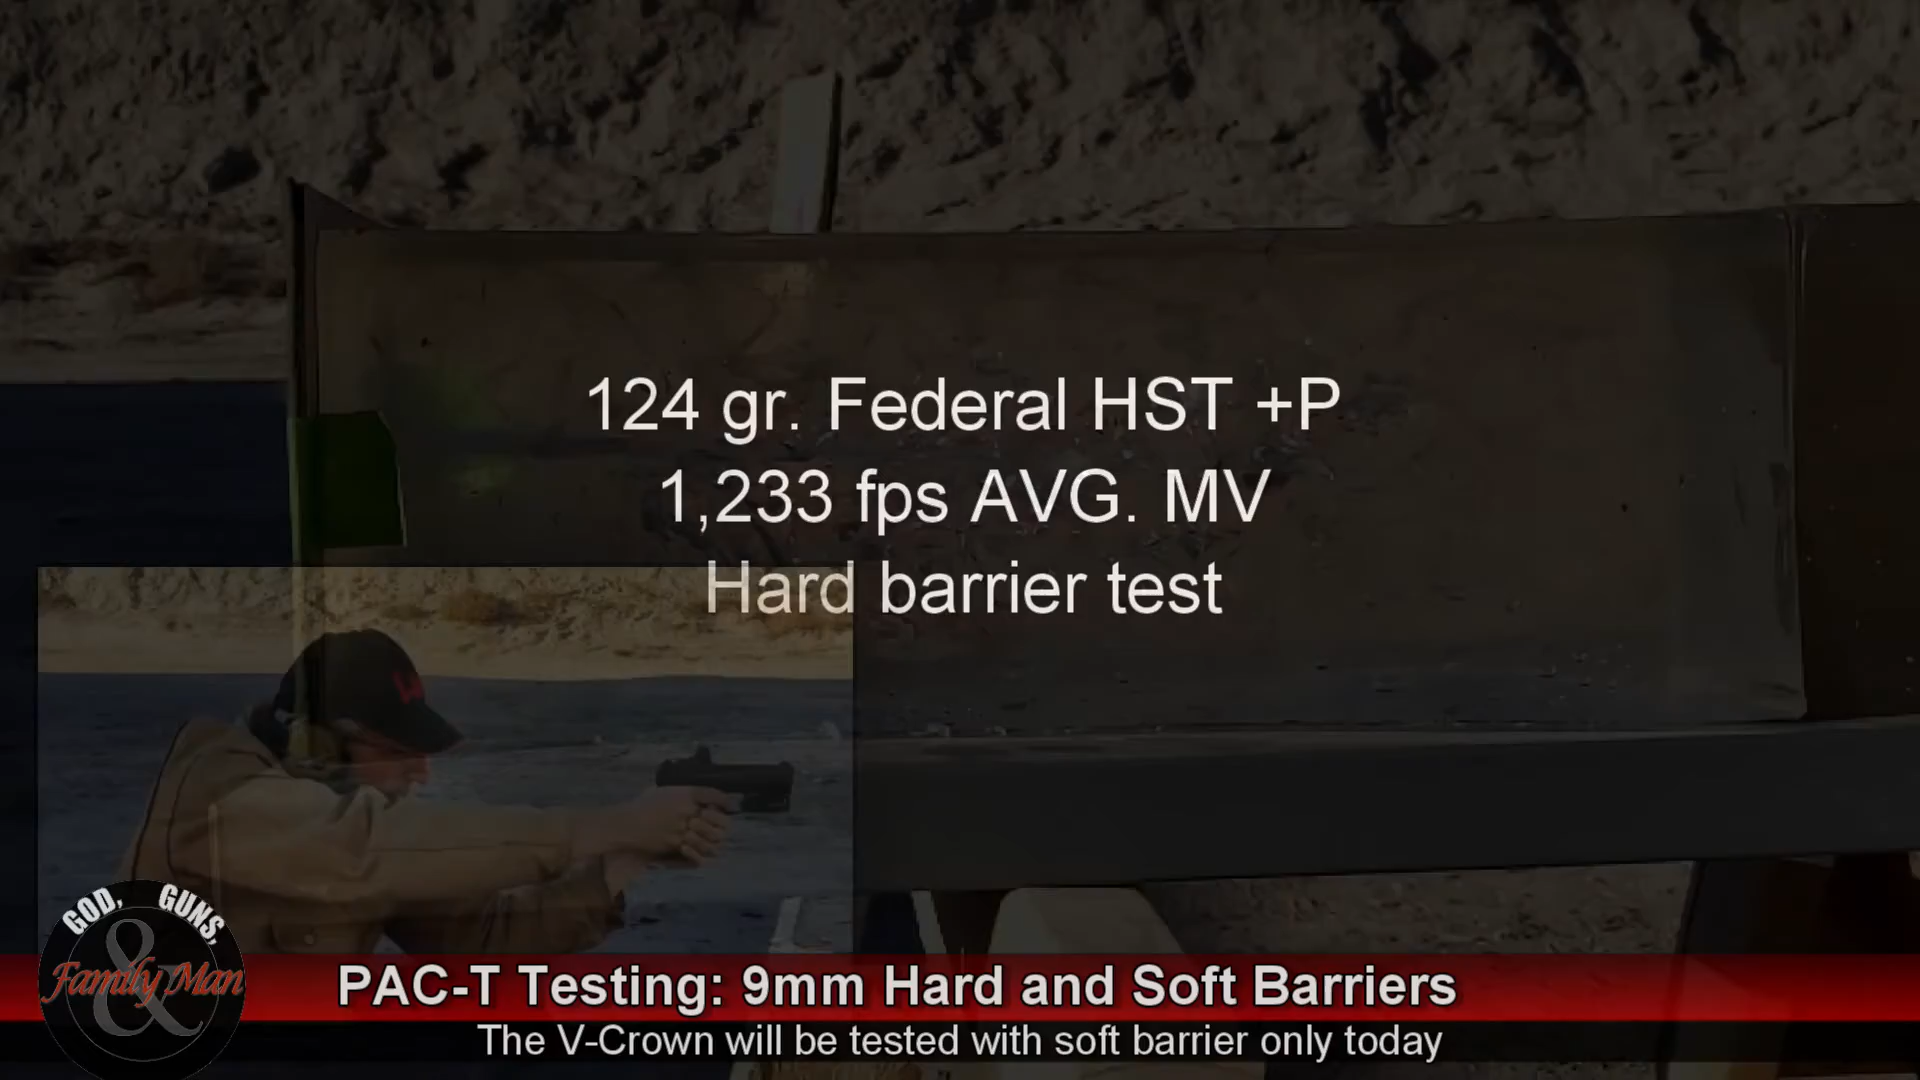 124 gr. Federal HST +P
1,233 fps AVG. MV
Hard barrier test
GOD, GUNS,
&
Family Man
PAC-T Testing: 9mm Hard and Soft Barriers
The V-Crown will be tested with soft barrier only today